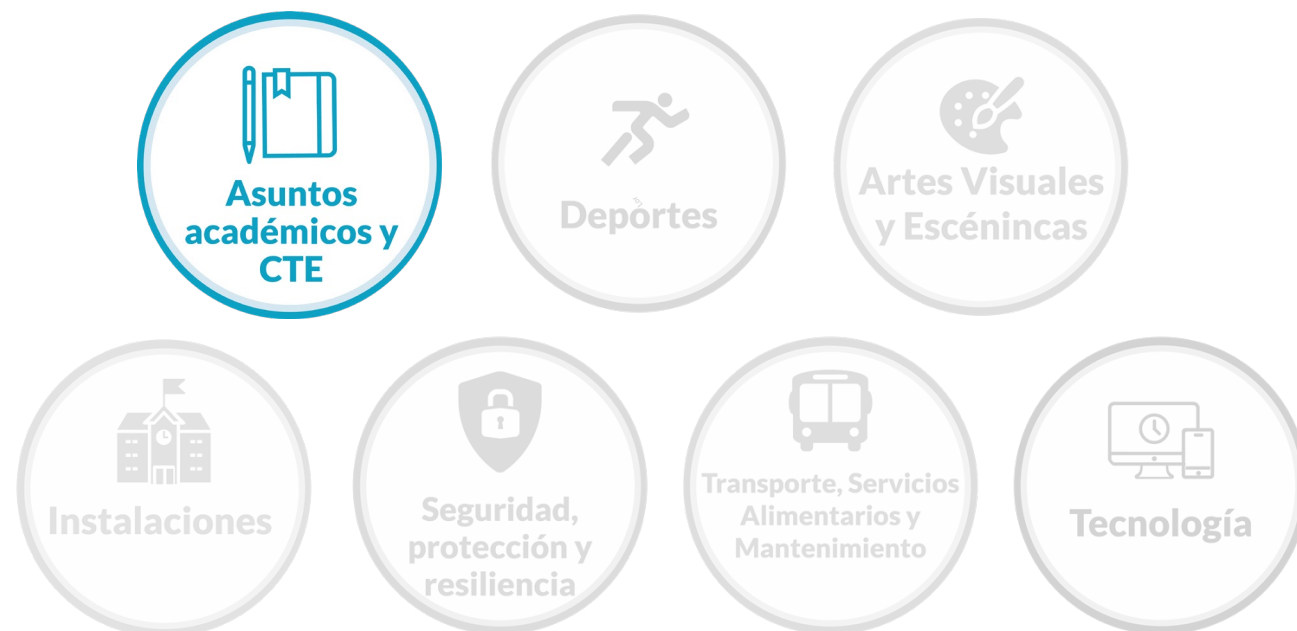 Asuntos
académicos y
CTE
Deportes
Artes Visuales
y Escénincas
Instalaciones
Seguridad,
protección y
resiliencia
Transporte, Servicios
Alimentarios y
Mantenimiento
Tecnología